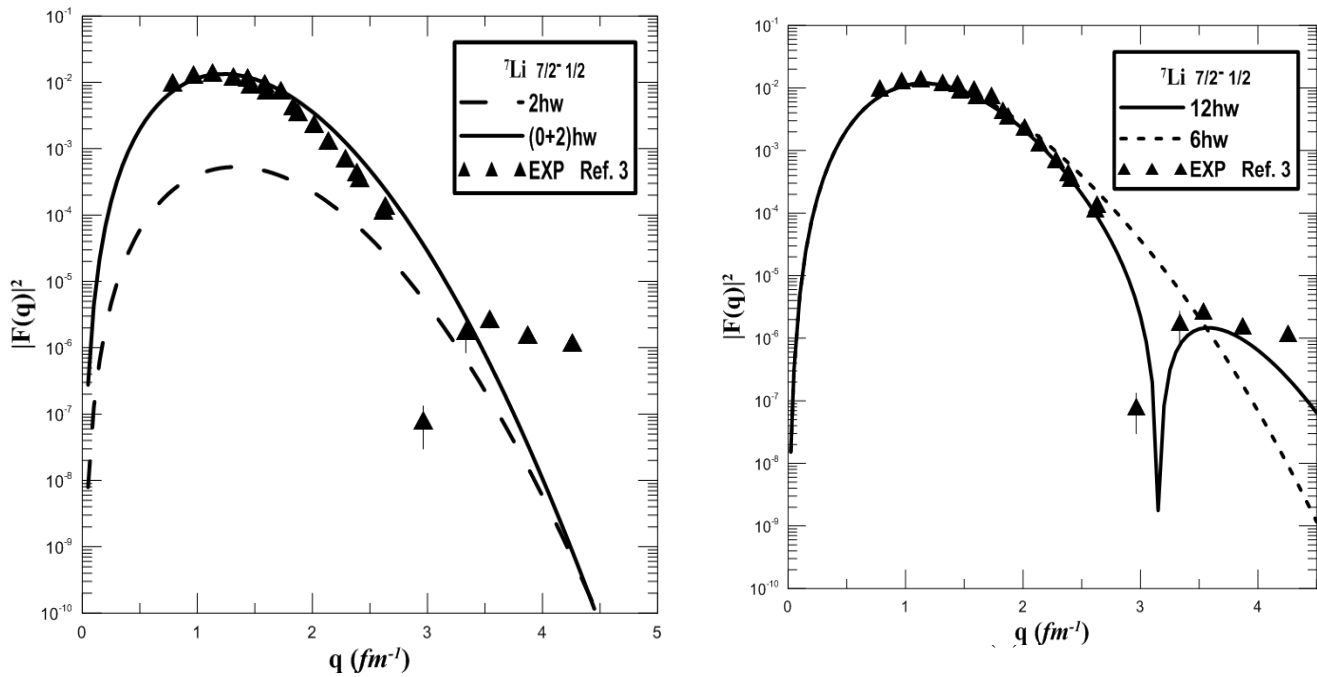 10-1
10-2
10-3
10-4
10-5
10-6
10-7
10-8
10-9
10-10
|F(q)|²
0 1 2 3 4 5
q (fm-1)
⁷Li 7/2- 1/2
2hw
(0+2)hw
EXP Ref. 3
10-1
10-2
10-3
10-4
10-5
10-6
10-7
10-8
10-9
10-10
|F(q)|²
0 1 2 3 4
q (fm-1)
⁷Li 7/2- 1/2
12hw
6hw
EXP Ref. 3